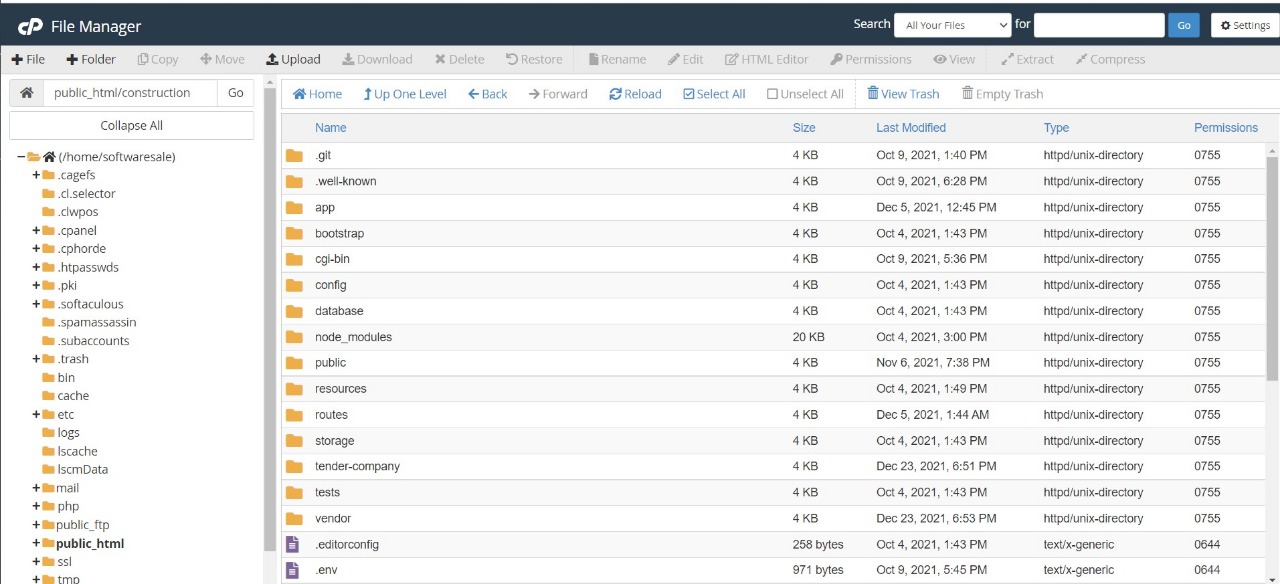 cP File Manager Search All Your Files for Go Settings
File Folder Copy Move Upload Download Delete Restore Rename Edit HTML Editor Permissions View Extract Compress
public_html/construction Go
Collapse All
(/home/softwaresale)
.cagefs
.cl.selector
.clwpos
.cpanel
.cphorde
.htpasswds
.pki
.softaculous
.spamassassin
.subaccounts
.trash
bin
cache
etc
logs
lscache
lscmData
mail
php
public_ftp
public_html
ssl
tmp
Home Up One Level Back Forward Reload Select All Unselect All View Trash Empty Trash
Name Size Last Modified Type Permissions
.git 4 KB Oct 9, 2021, 1:40 PM httpd/unix-directory 0755
.well-known 4 KB Oct 9, 2021, 6:28 PM httpd/unix-directory 0755
app 4 KB Dec 5, 2021, 12:45 PM httpd/unix-directory 0755
bootstrap 4 KB Oct 4, 2021, 1:43 PM httpd/unix-directory 0755
cgi-bin 4 KB Oct 9, 2021, 5:36 PM httpd/unix-directory 0755
config 4 KB Oct 4, 2021, 1:43 PM httpd/unix-directory 0755
database 4 KB Oct 4, 2021, 1:43 PM httpd/unix-directory 0755
node_modules 20 KB Oct 4, 2021, 3:00 PM httpd/unix-directory 0755
public 4 KB Nov 6, 2021, 7:38 PM httpd/unix-directory 0755
resources 4 KB Oct 4, 2021, 1:49 PM httpd/unix-directory 0755
routes 4 KB Dec 5, 2021, 1:44 AM httpd/unix-directory 0755
storage 4 KB Oct 4, 2021, 1:43 PM httpd/unix-directory 0755
tender-company 4 KB Dec 23, 2021, 6:51 PM httpd/unix-directory 0755
tests 4 KB Oct 4, 2021, 1:43 PM httpd/unix-directory 0755
vendor 4 KB Dec 23, 2021, 6:53 PM httpd/unix-directory 0755
.editorconfig 258 bytes Oct 4, 2021, 1:43 PM text/x-generic 0644
.env 971 bytes Oct 9, 2021, 5:45 PM text/x-generic 0644